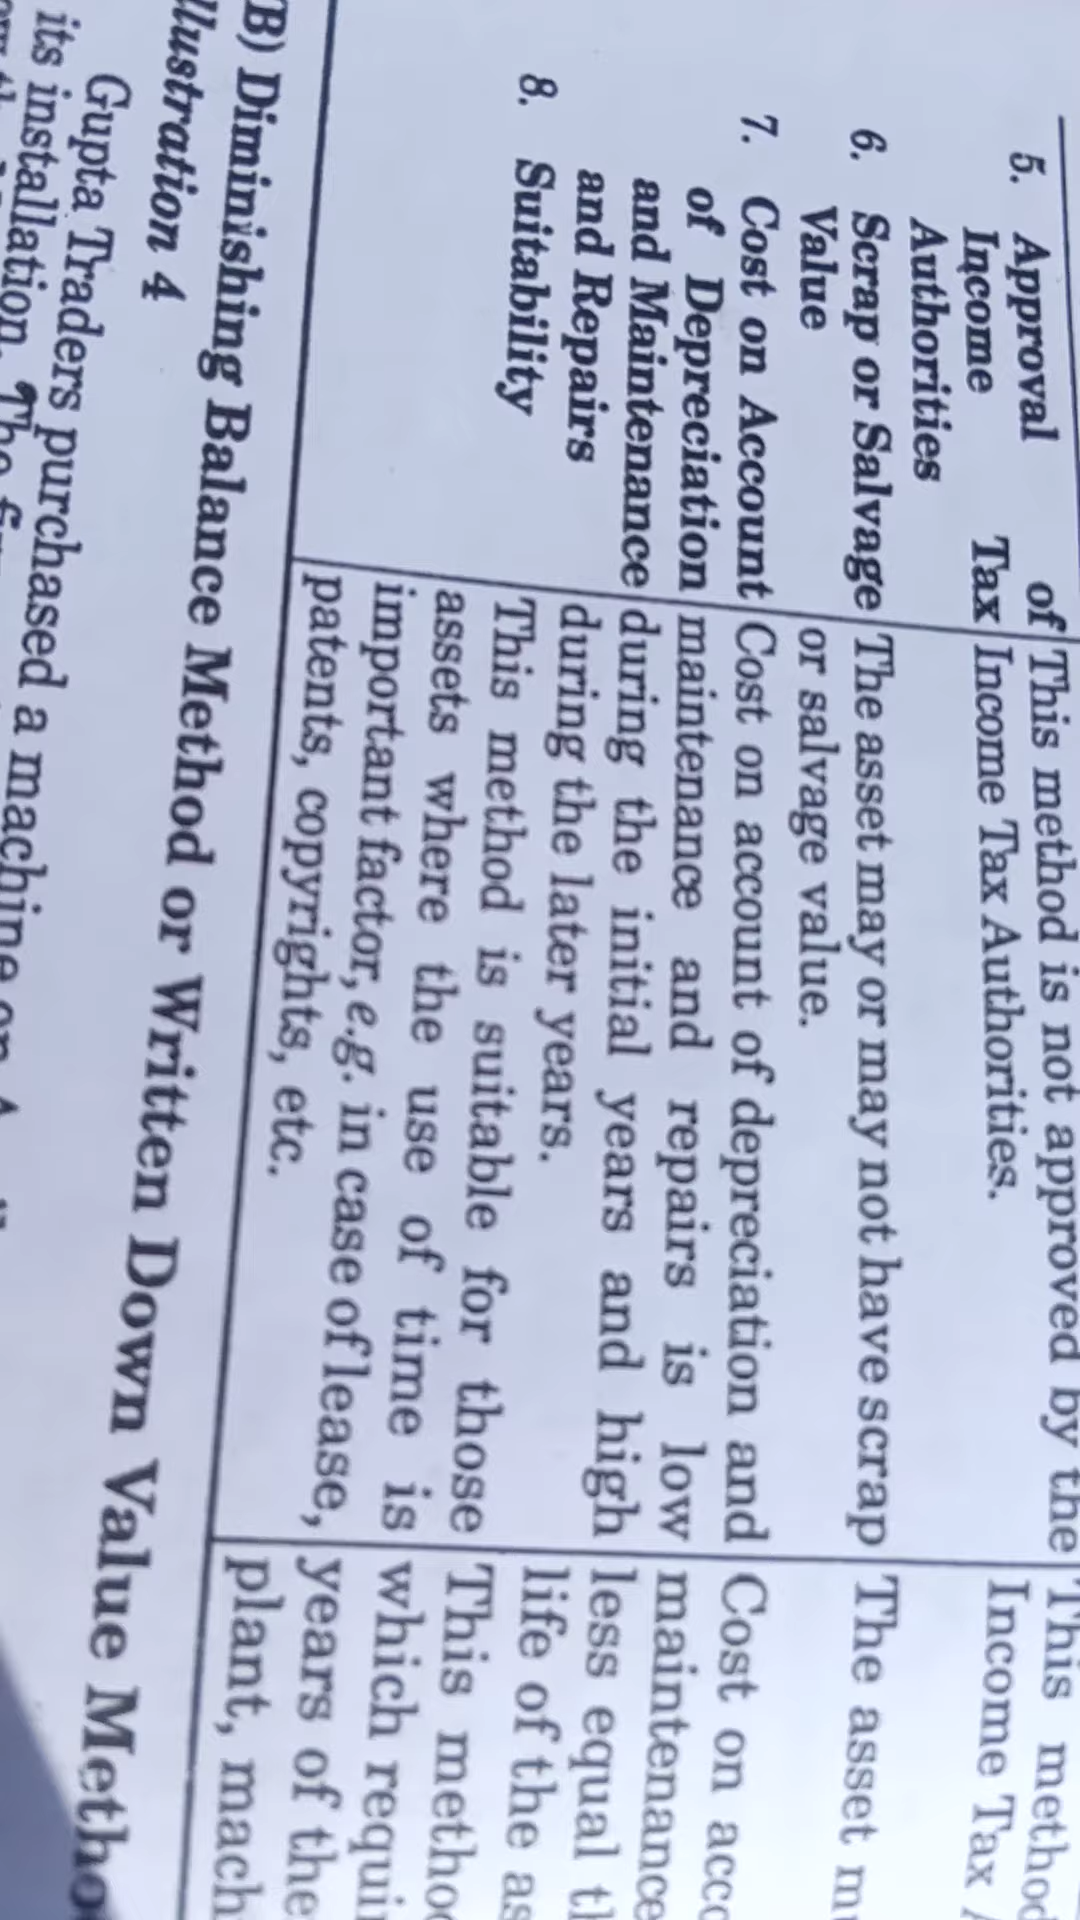 5. Approval of
Income Tax
Authorities
This method is not approved by the
Income Tax Authorities.
This method
Income Tax
6. Scrap or Salvage
Value
The asset may or may not have scrap
or salvage value.
The asset
7. Cost on Account
of Depreciation
and Maintenance
and Repairs
Cost on account of depreciation and
maintenance and repairs is low
during the initial years and high
during the later years.
Cost on
maintenance
less equal
life of the
8. Suitability
This method is suitable for those
assets where the use of time is
important factor, e.g. in case of lease,
patents, copyrights, etc.
This
which
years of
plant,
(B) Diminishing Balance Method or Written Down Value
Illustration 4
Gupta Traders purchased a machine on
its installation. The